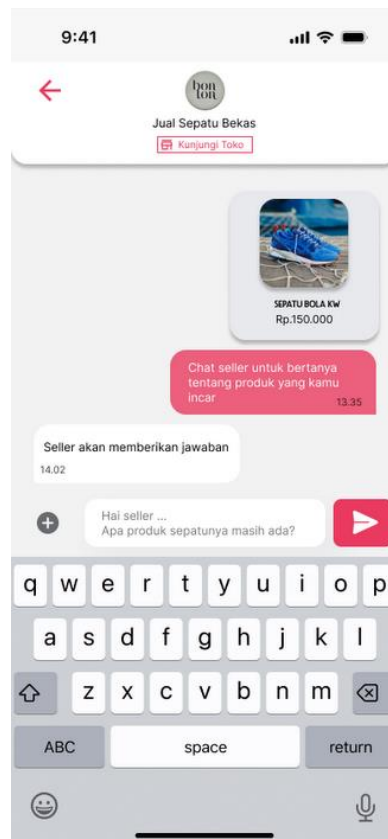 9:41
bon
ton
Jual Sepatu Bekas
Kunjungi Toko
SEPATU BOLA KW
Rp.150.000
Chat seller untuk bertanya
tentang produk yang kamu
incar
13.35
Seller akan memberikan jawaban
14.02
Hai seller ...
Apa produk sepatunya masih ada?
q w e r t y u i o p
a s d f g h j k l
z x c v b n m
ABC space return